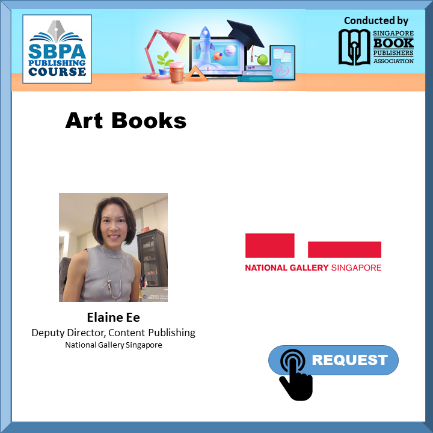 SBPA
PUBLISHING
COURSE
Conducted by
SINGAPORE
BOOK
PUBLISHERS
ASSOCIATION
Art Books
NATIONAL GALLERY SINGAPORE
Elaine Ee
Deputy Director, Content Publishing
National Gallery Singapore
REQUEST